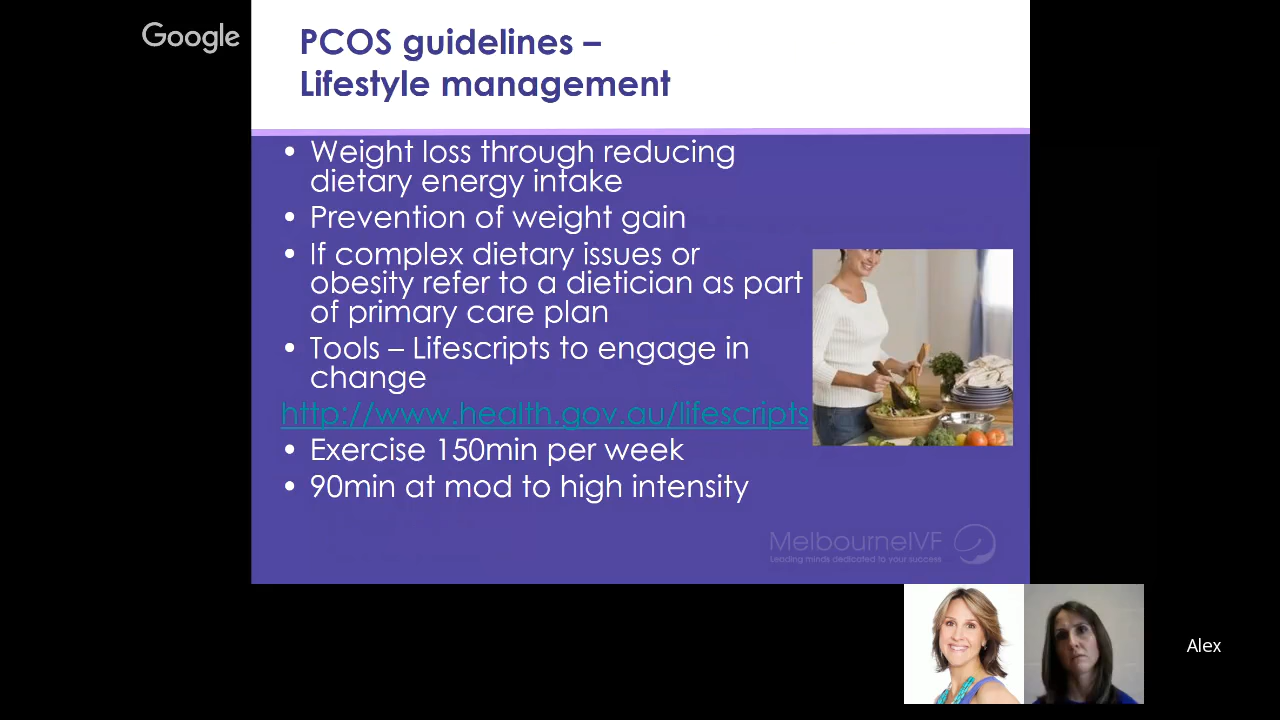 Google
PCOS guidelines –
Lifestyle management
• Weight loss through reducing
dietary energy intake
• Prevention of weight gain
• If complex dietary issues or
obesity refer to a dietician as part
of primary care plan
• Tools – Lifescripts to engage in
change
http://www.health.gov.au/lifescripts
• Exercise 150min per week
• 90min at mod to high intensity
MelbourneIVF
Leading minds dedicated to your success
Alex